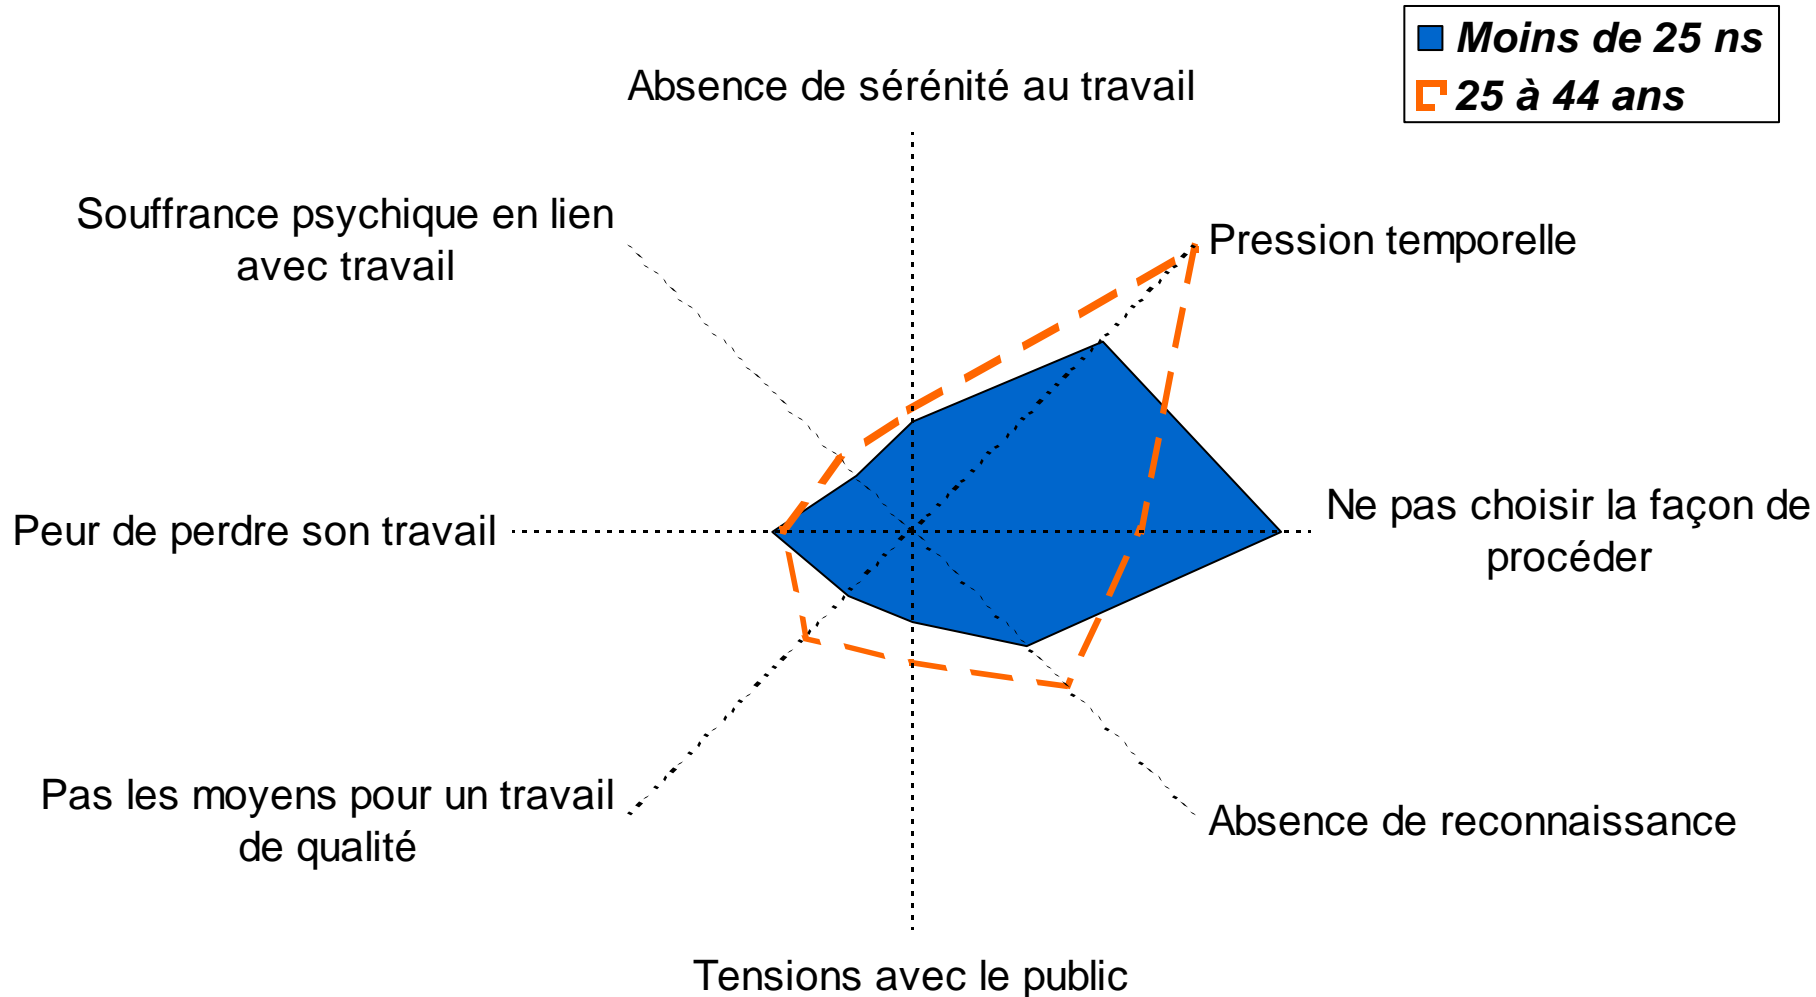 Moins de 25 ns
25 à 44 ans
Absence de sérénité au travail
Souffrance psychique en lien
avec travail
Pression temporelle
Peur de perdre son travail
Ne pas choisir la façon de
procéder
Pas les moyens pour un travail
de qualité
Absence de reconnaissance
Tensions avec le public